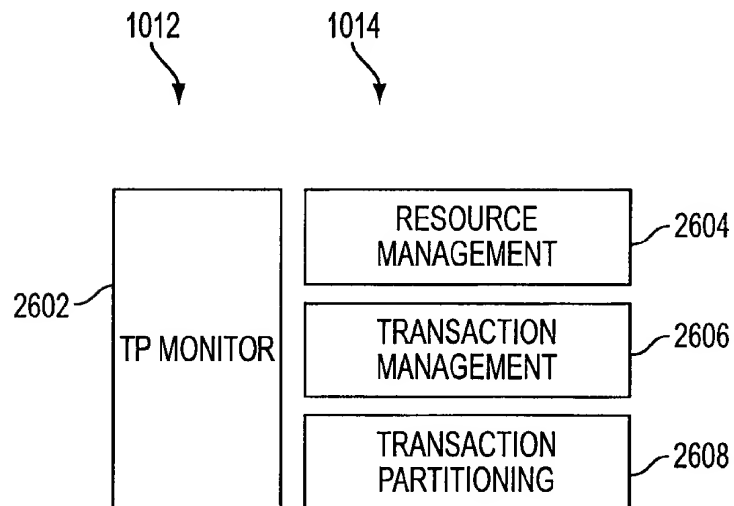 1012
1014
RESOURCE
MANAGEMENT
2604
2602
TP MONITOR
TRANSACTION
MANAGEMENT
2606
TRANSACTION
PARTITIONING
2608